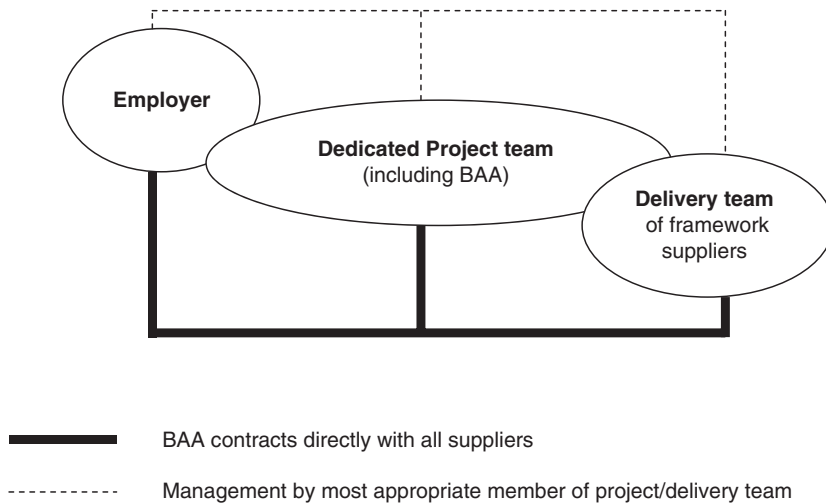 Employer
Dedicated Project team
(including BAA)
Delivery team
of framework
suppliers
BAA contracts directly with all suppliers
Management by most appropriate member of project/delivery team